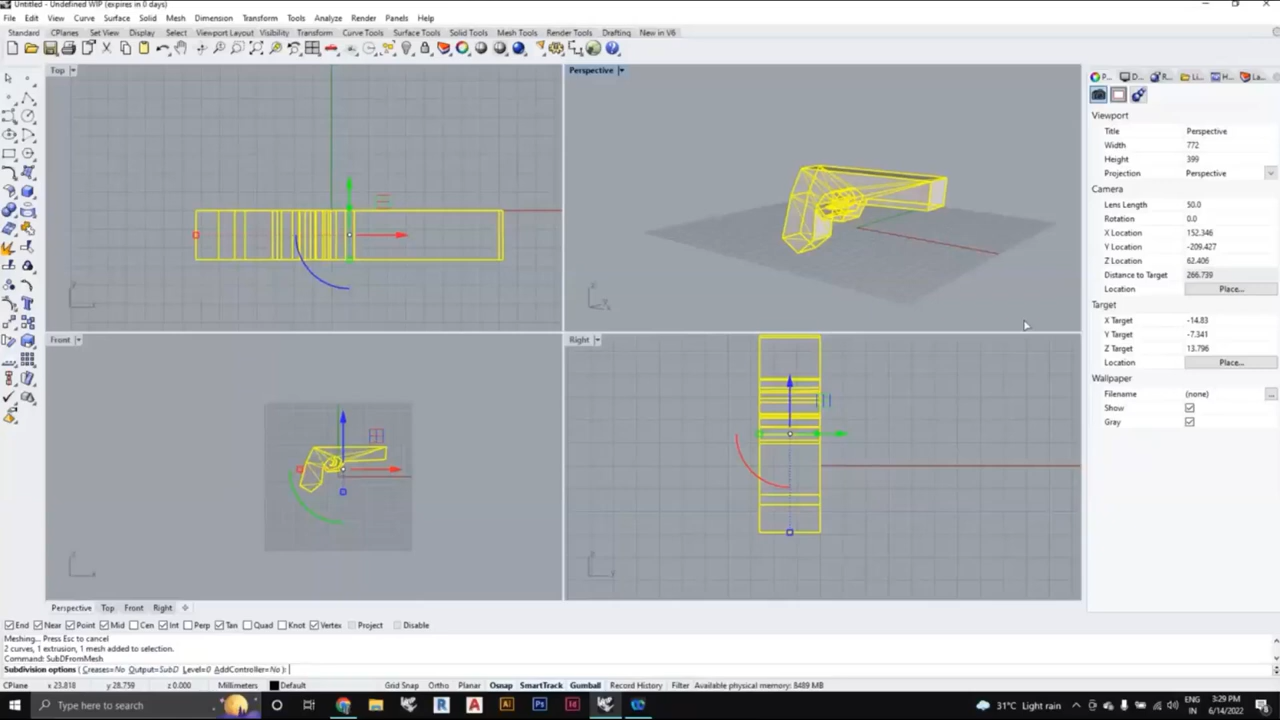 Untitled - Undefined WIP (expires in 0 days)
File Edit View Curve Surface Solid Mesh Dimension Transform Tools Analyze Render Panels Help
Standard CPlanes Set View Display Select Viewport Layout Visibility Transform Curve Tools Surface Tools Solid Tools Mesh Tools Render Tools Drafting New in V6
Top
Perspective
P... D... R... Li... H... La...
Viewport
Title Perspective
Width 772
Height 399
Projection Perspective
Camera
Lens Length 50.0
Rotation 0.0
X Location 152.346
Y Location -209.427
Z Location 62.406
Distance to Target 266.739
Location Place...
Target
X Target -14.83
Y Target -7.341
Z Target 13.796
Location Place...
Wallpaper
Filename (none) ...
Show
Gray
Front
Right
Perspective Top Front Right
End Near Point Mid Cen Int Perp Tan Quad Knot Vertex Project Disable
Meshing... Press Esc to cancel
2 curves, 1 extrusion, 1 mesh added to selection.
Command: SubDFromMesh
Subdivision options ( Creases=No Output=SubD Level=0 AddController=No ):
CPlane x 23.818 y 28.759 z 0.000 Millimeters Default Grid Snap Ortho Planar Osnap SmartTrack Gumball Record History Filter Available physical memory: 8489 MB
Type here to search
31°C Light rain
ENG
IN
3:29 PM
6/14/2022